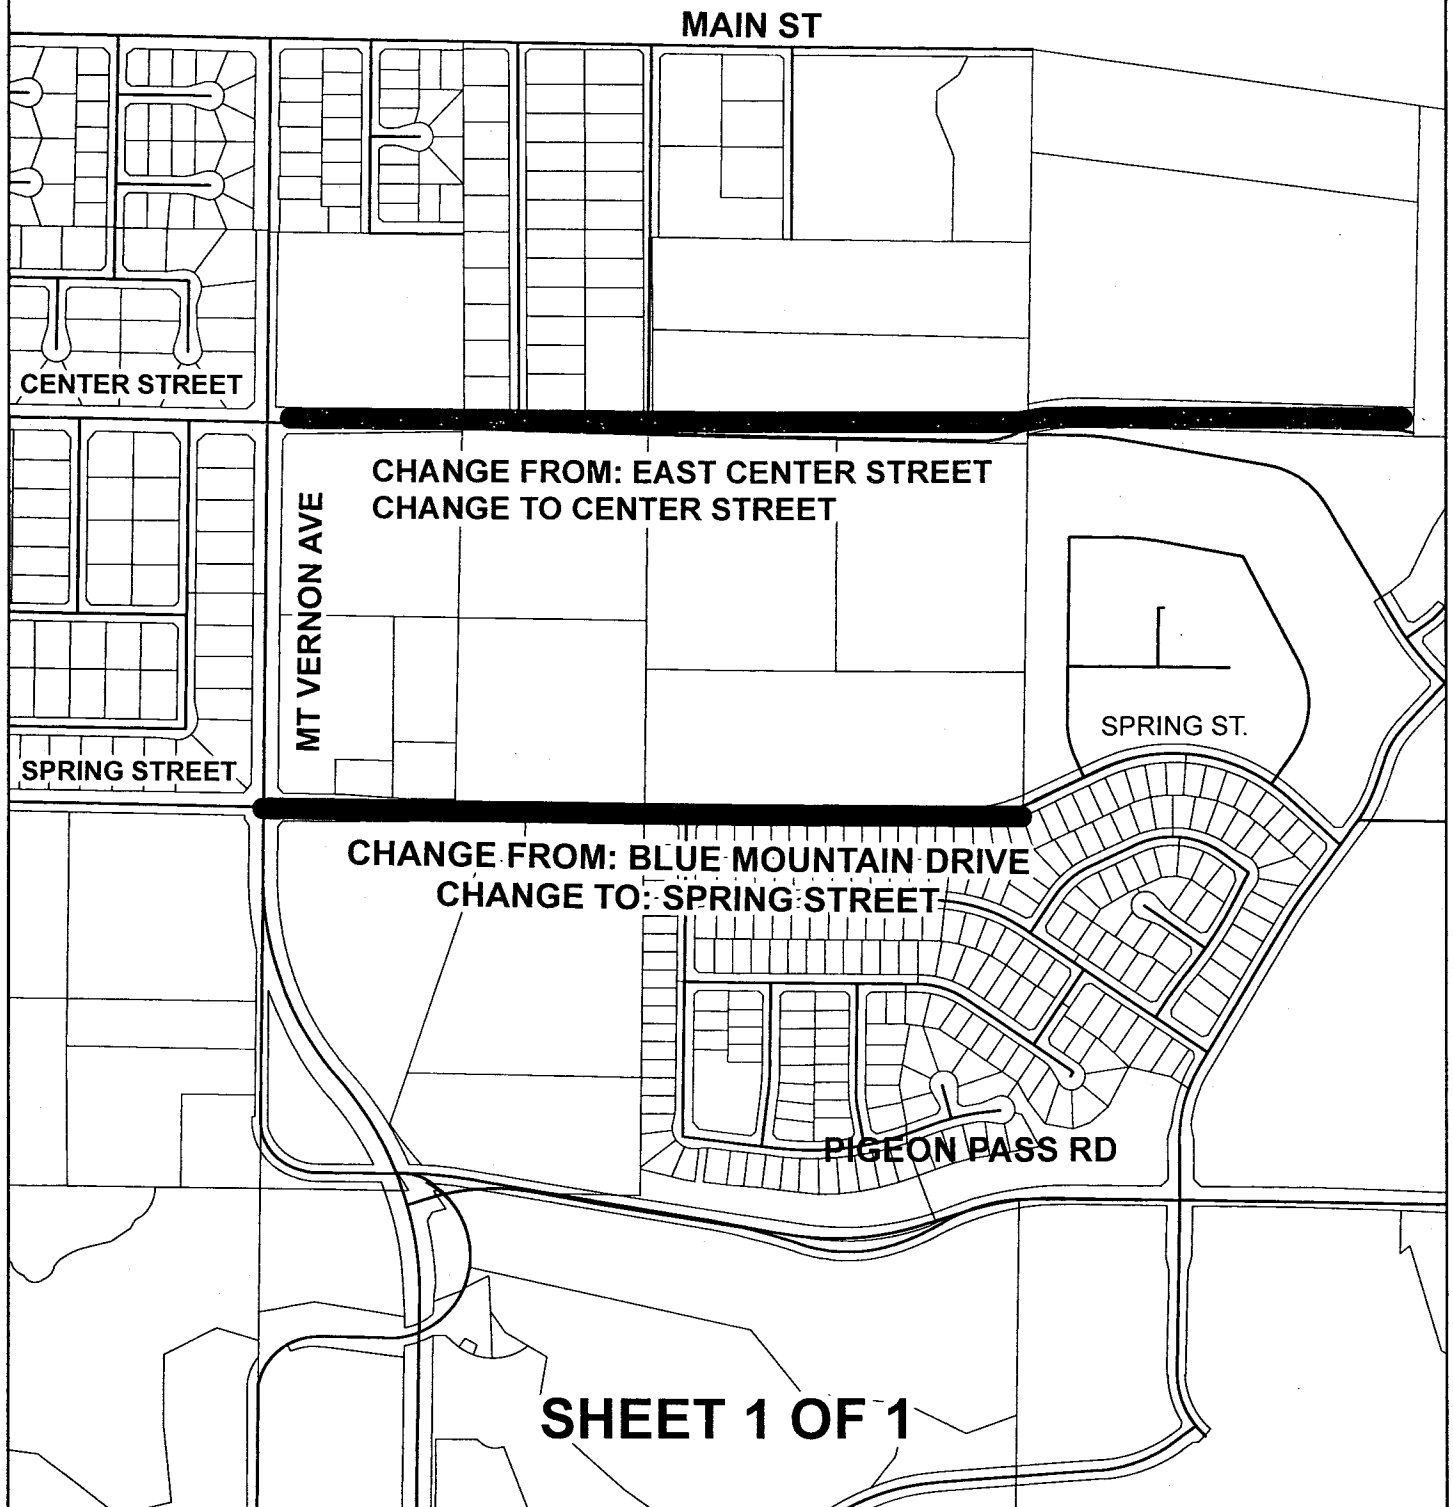 MAIN ST
CENTER STREET
CHANGE FROM: EAST CENTER STREET
CHANGE TO CENTER STREET
MT VERNON AVE
SPRING ST.
SPRING STREET
CHANGE FROM: BLUE MOUNTAIN DRIVE
CHANGE TO: SPRING STREET
PIGEON PASS RD
SHEET 1 OF 1